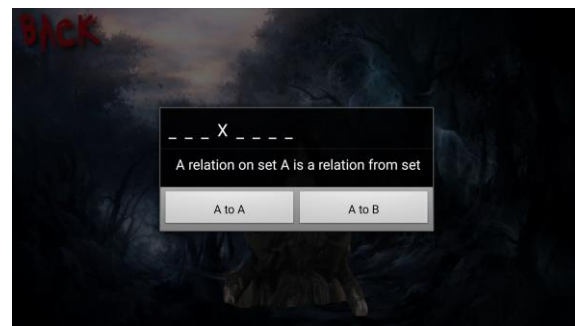 BACK
_ _ _ X _ _ _ _
A relation on set A is a relation from set
A to A
A to B